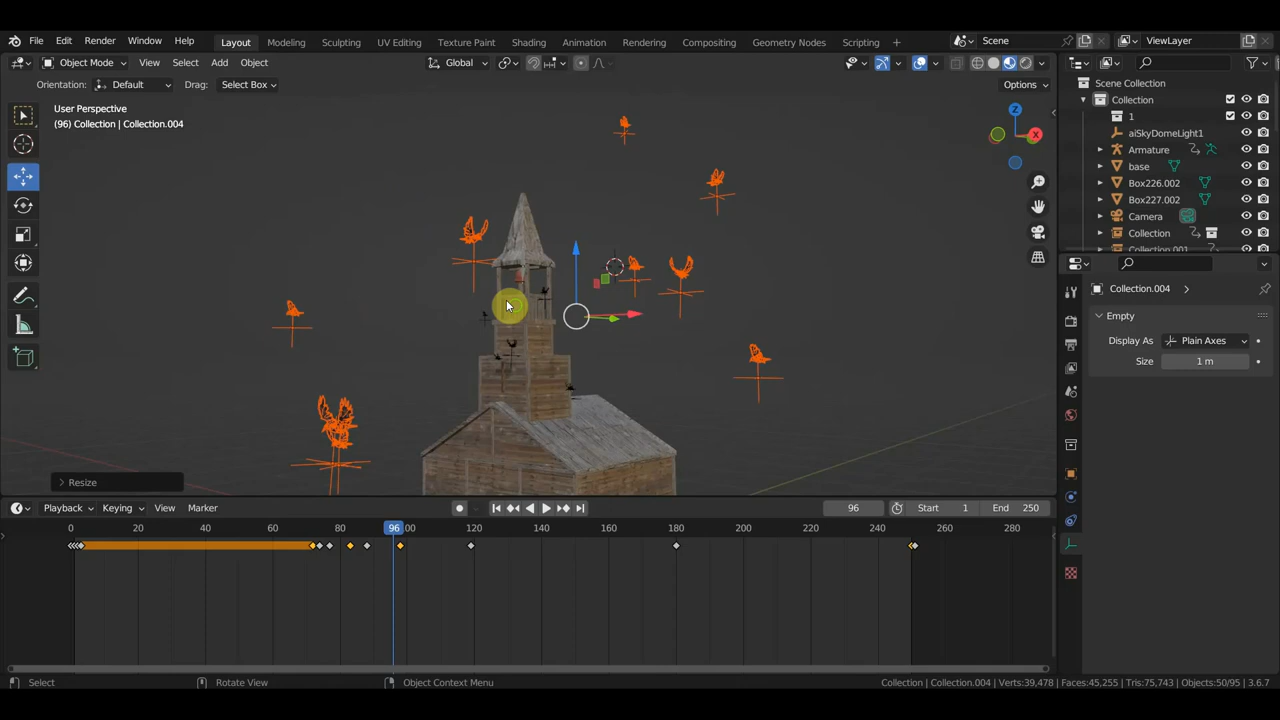 File Edit Render Window Help Layout Modeling Sculpting UV Editing Texture Paint Shading Animation Rendering Compositing Geometry Nodes Scripting + Scene ViewLayer
Object Mode View Select Add Object Global
Orientation: Default Drag: Select Box Options
User Perspective
(96) Collection | Collection.004
Z
X
Resize
Scene Collection
Collection
1
aiSkyDomeLight1
Armature
base
Box226.002
Box227.002
Camera
Collection
Collection.001
Collection.004
Empty
Display As Plain Axes
Size 1 m
Playback Keying View Marker 96 Start 1 End 250
0 20 40 60 80 96 00 120 140 160 180 200 220 240 260 280
Select Rotate View Object Context Menu Collection | Collection.004 | Verts:39,478 | Faces:45,255 | Tris:75,743 | Objects:50/95 | 3.6.7